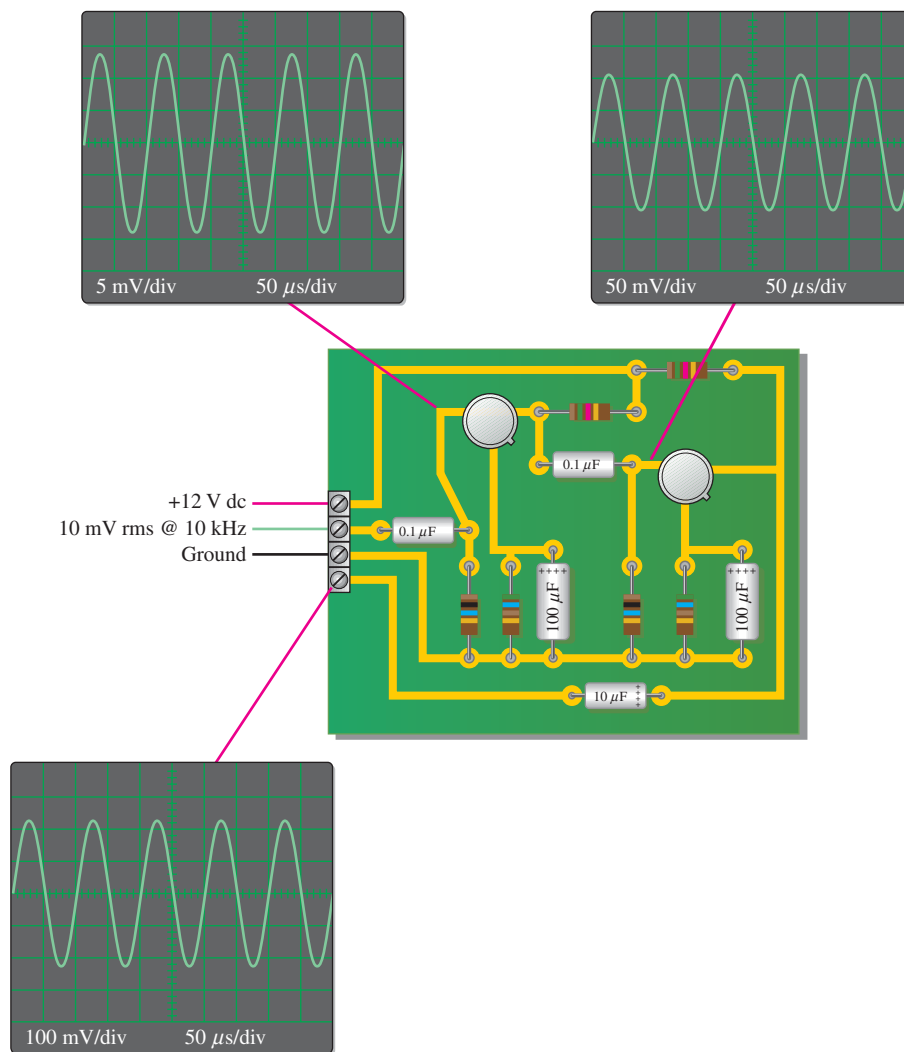 5 mV/div 50 μs/div
50 mV/div 50 μs/div
+12 V dc
10 mV rms @ 10 kHz
Ground
0.1 μF
0.1 μF
++++
100 μF
++++
100 μF
10 μF
++++
100 mV/div 50 μs/div